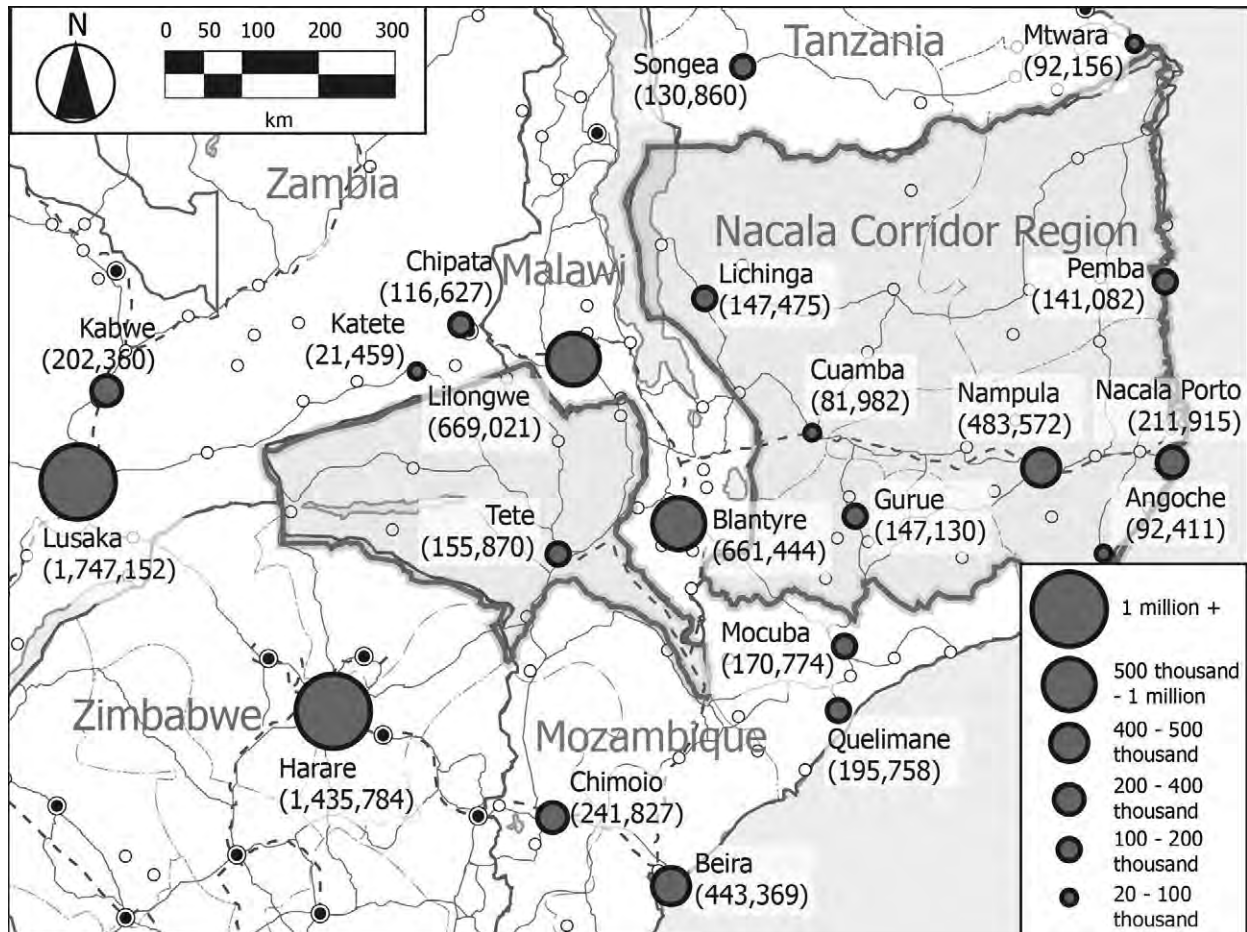 N
0 50 100 200 300
km
Tanzania
Mtwara
(92,156)
Songea
(130,860)
Zambia
Nacala Corridor Region
Malawi
Chipata
(116,627)
Lichinga
(147,475)
Pemba
(141,082)
Kabwe
(202,360)
Katete
(21,459)
Cuamba
(81,982)
Nampula
(483,572)
Nacala Porto
(211,915)
Lilongwe
(669,021)
Lusaka
(1,747,152)
Tete
(155,870)
Blantyre
(661,444)
Gurue
(147,130)
Angoche
(92,411)
Mocuba
(170,774)
Zimbabwe
Mozambique
Quelimane
(195,758)
Harare
(1,435,784)
Chimoio
(241,827)
Beira
(443,369)
1 million +
500 thousand
- 1 million
400 - 500
thousand
200 - 400
thousand
100 - 200
thousand
20 - 100
thousand